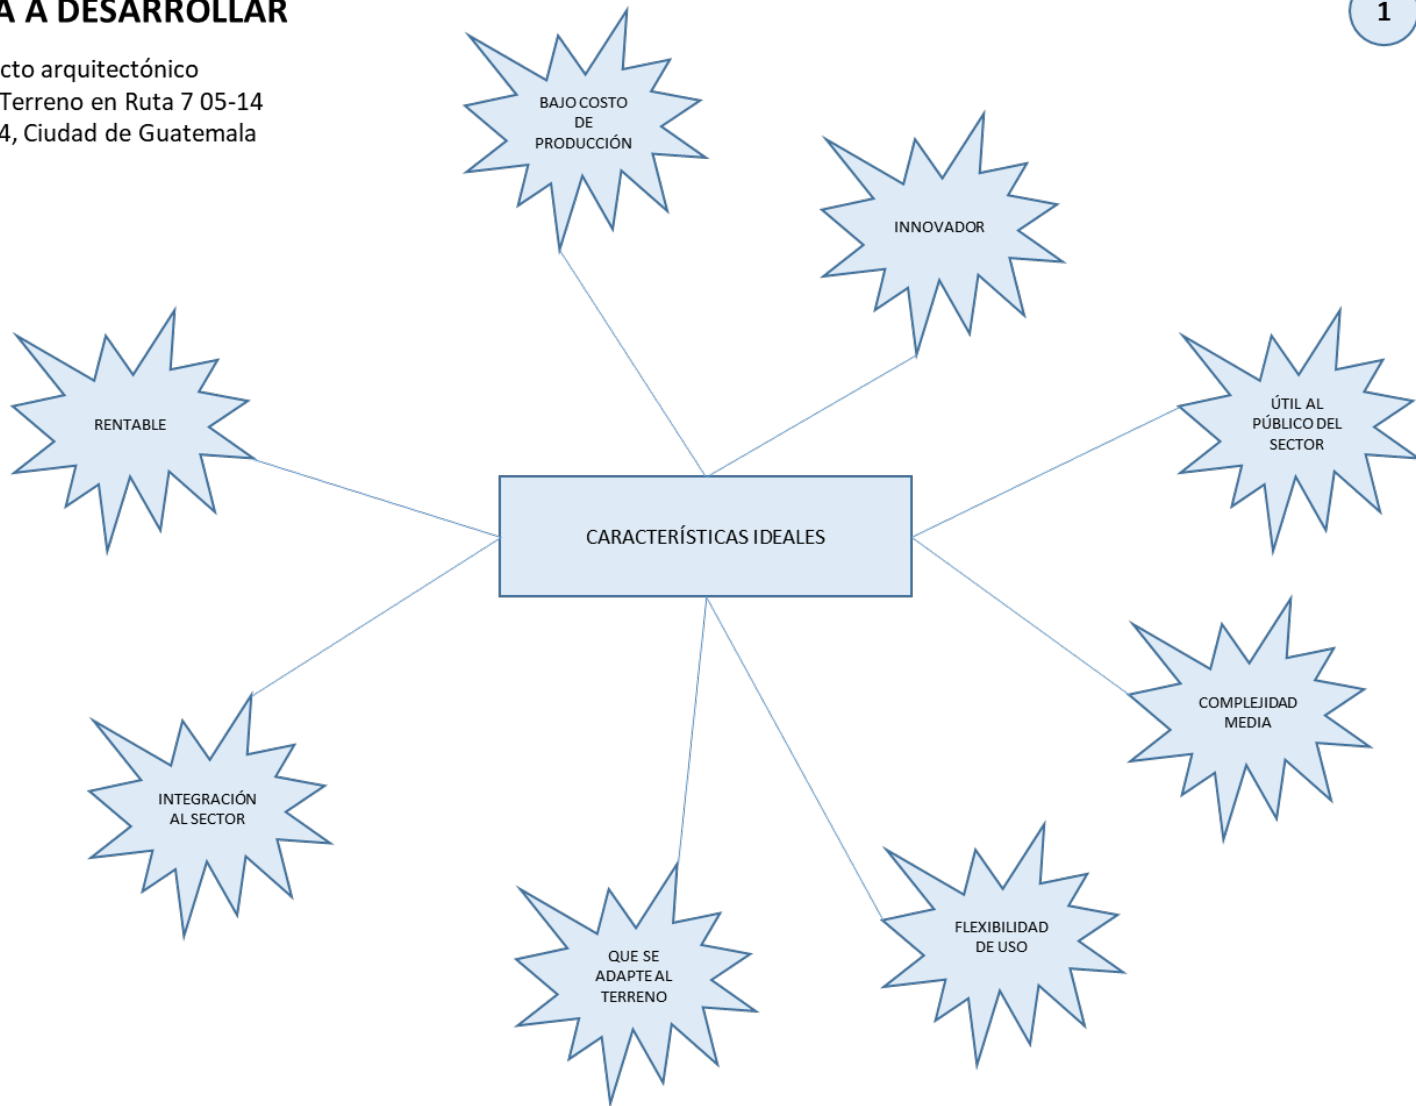 A A DESARROLLAR
1
cto arquitectónico
Terreno en Ruta 7 05-14
4, Ciudad de Guatemala
BAJO COSTO
DE
PRODUCCIÓN
INNOVADOR
RENTABLE
ÚTIL AL
PÚBLICO DEL
SECTOR
CARACTERÍSTICAS IDEALES
COMPLEJIDAD
MEDIA
INTEGRACIÓN
AL SECTOR
FLEXIBILIDAD
DE USO
QUE SE
ADAPTE AL
TERRENO